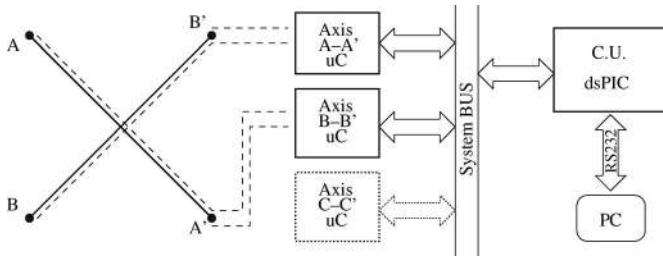 A
B'
B
A'
Axis
A–A'
uC
Axis
B–B'
uC
Axis
C–C'
uC
System BUS
C.U.
dsPIC
RS232
PC